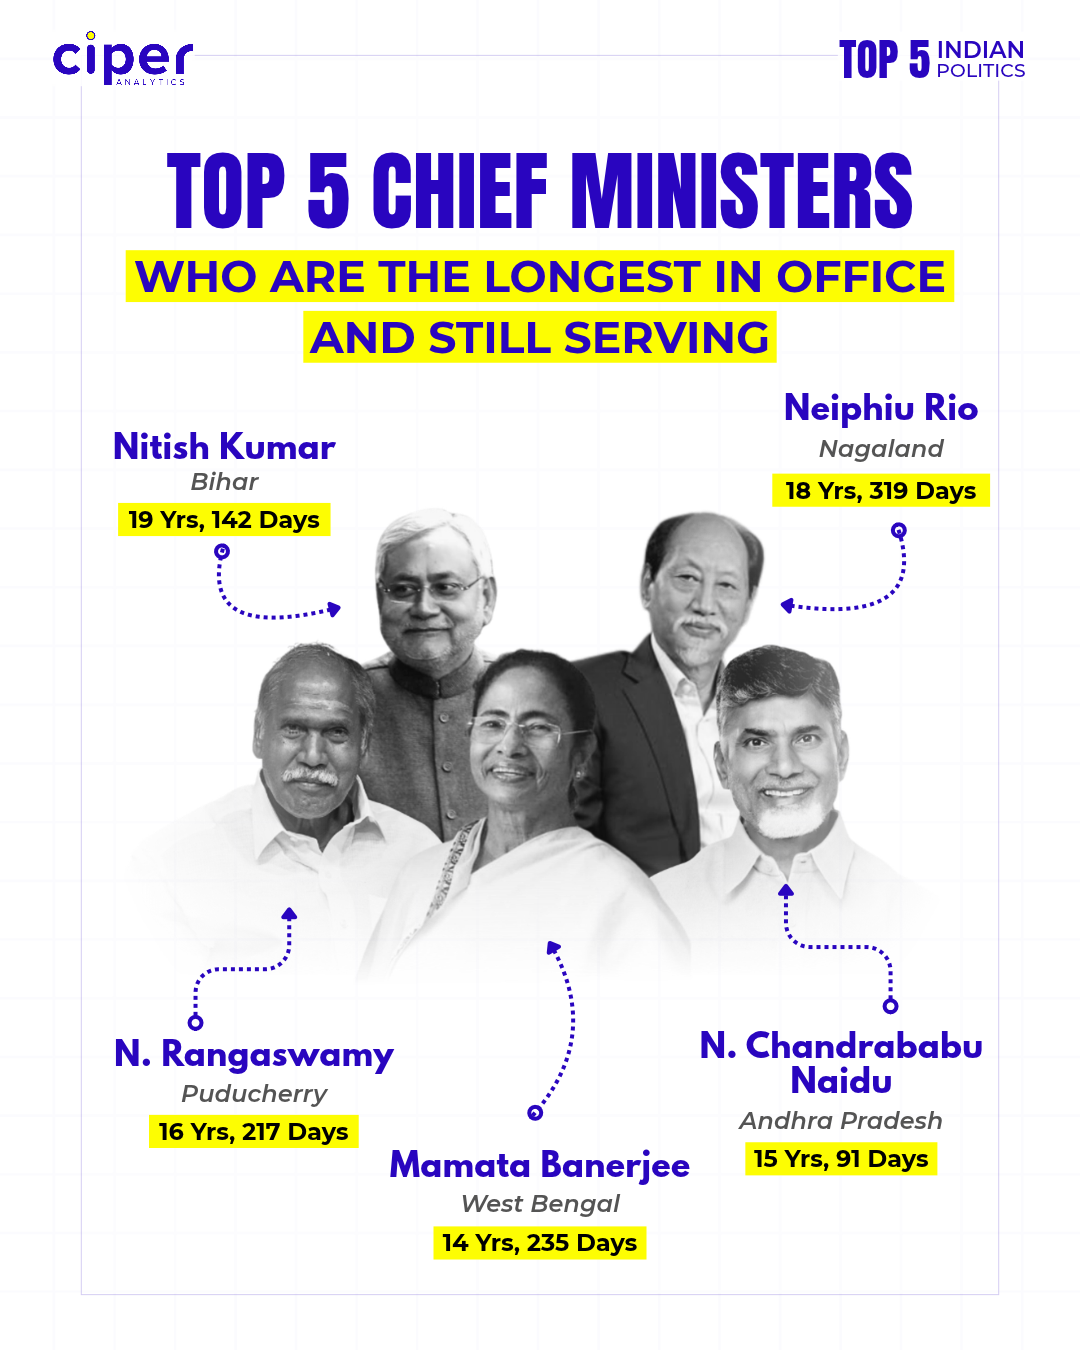 ciper
ANALYTICS
TOP 5 INDIAN
POLITICS
TOP 5 CHIEF MINISTERS
WHO ARE THE LONGEST IN OFFICE
AND STILL SERVING
Nitish Kumar
Bihar
19 Yrs, 142 Days
Neiphiu Rio
Nagaland
18 Yrs, 319 Days
N. Rangaswamy
Puducherry
16 Yrs, 217 Days
Mamata Banerjee
West Bengal
14 Yrs, 235 Days
N. Chandrababu
Naidu
Andhra Pradesh
15 Yrs, 91 Days